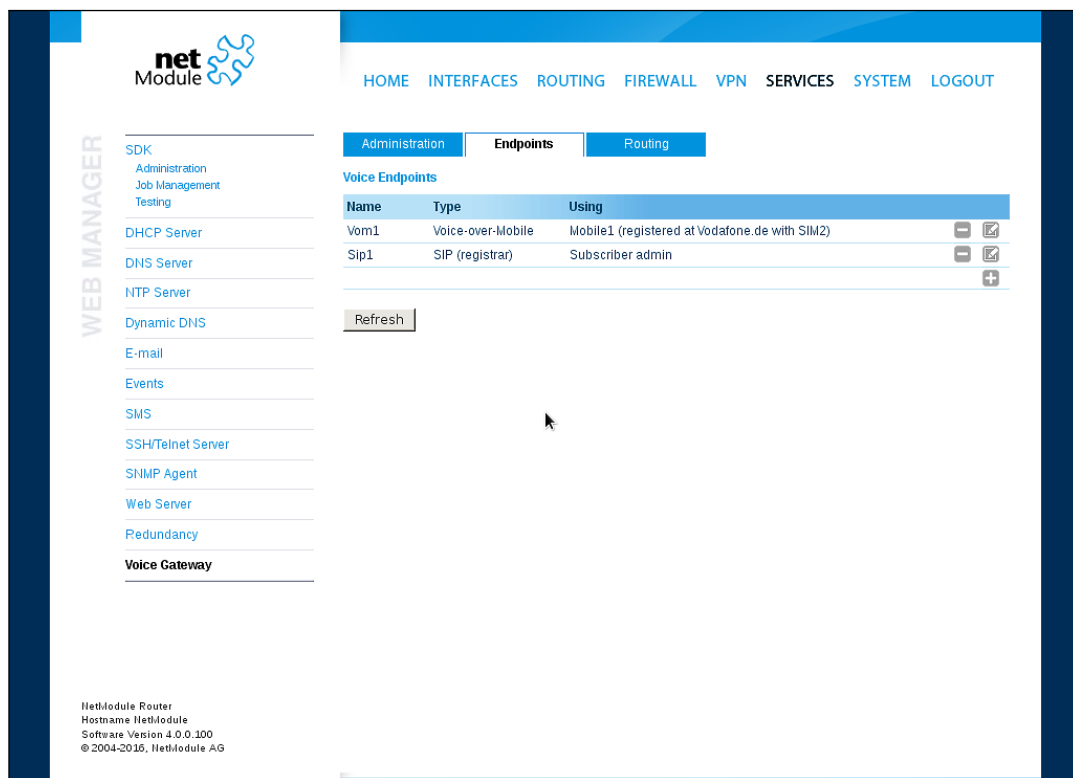 net
Module
HOME INTERFACES ROUTING FIREWALL VPN SERVICES SYSTEM LOGOUT
WEB MANAGER
SDK
Administration
Job Management
Testing
DHCP Server
DNS Server
NTP Server
Dynamic DNS
E-mail
Events
SMS
SSH/Telnet Server
SNMP Agent
Web Server
Redundancy
Voice Gateway
Administration Endpoints Routing
Voice Endpoints
Name Type Using
Vom1 Voice-over-Mobile Mobile1 (registered at Vodafone.de with SIM2)
Sip1 SIP (registrar) Subscriber admin
Refresh
NetModule Router
Hostname NetModule
Software Version 4.0.0.100
© 2004-2016, NetModule AG